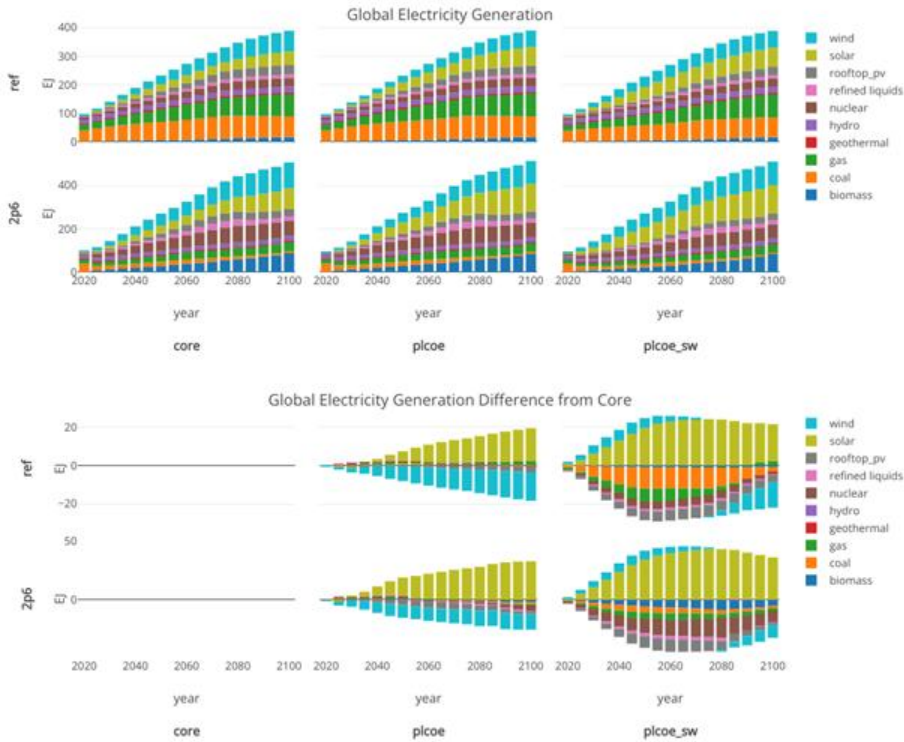 Global Electricity Generation
ref
EJ
400
300
200
100
0
2p6
EJ
400
200
0
2020 2040 2060 2080 2100
2020 2040 2060 2080 2100
2020 2040 2060 2080 2100
year year year
core plcoe plcoe_sw
wind
solar
rooftop_pv
refined liquids
nuclear
hydro
geothermal
gas
coal
biomass
Global Electricity Generation Difference from Core
ref
EJ
20
0
−20
2p6
EJ
50
0
2020 2040 2060 2080 2100
2020 2040 2060 2080 2100
2020 2040 2060 2080 2100
year year year
core plcoe plcoe_sw
wind
solar
rooftop_pv
refined liquids
nuclear
hydro
geothermal
gas
coal
biomass